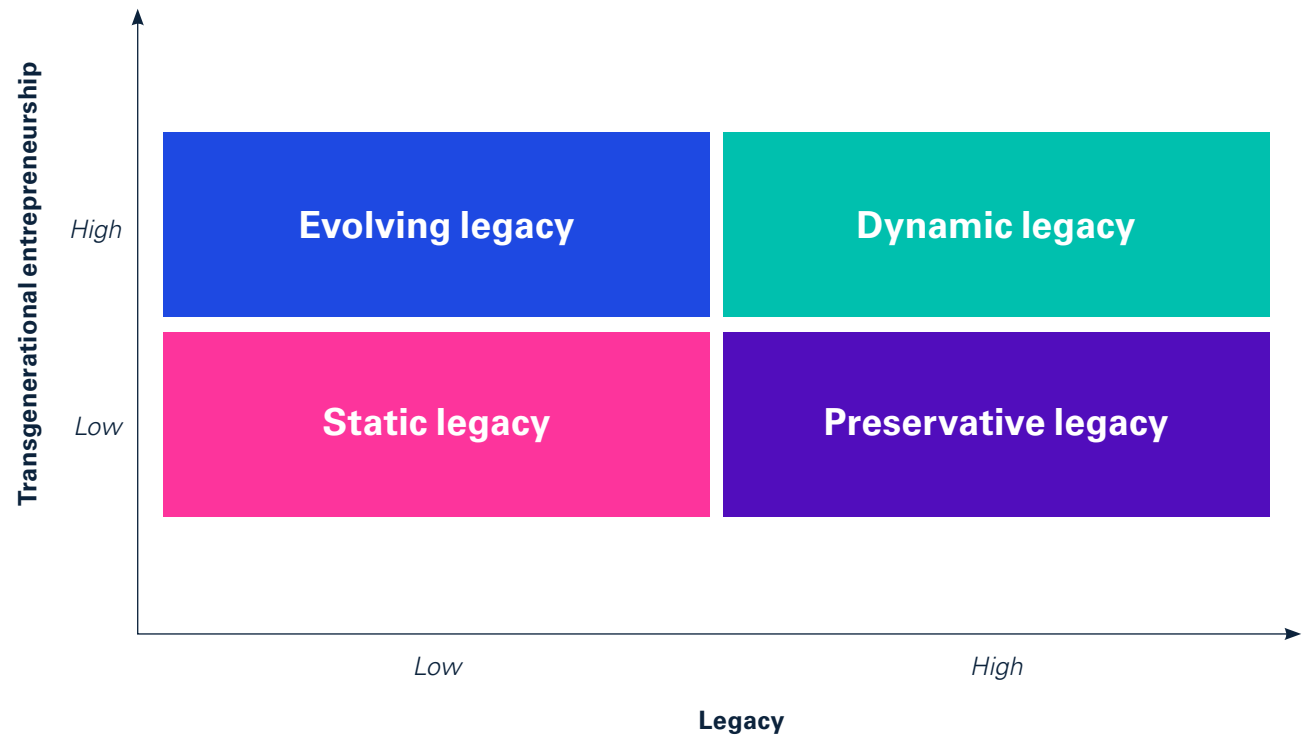 Transgenerational entrepreneurship
High
Evolving legacy
Dynamic legacy
Low
Static legacy
Preservative legacy
Low
High
Legacy